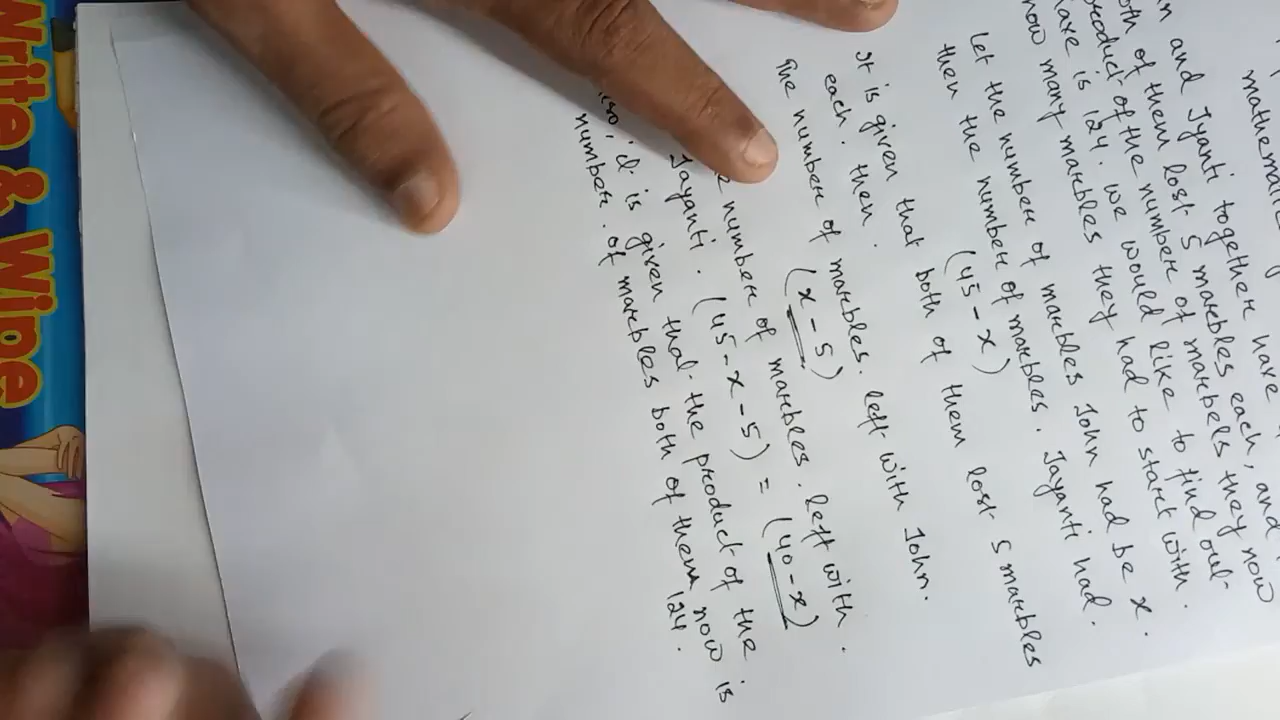 mathematic
n and Jyanti together have
oth of them lost 5 marbles each, and
product of the number of marbels they now
have is 124. we would like to find out
now many marbles they had to start with.
Let the number of marbles John had be x.
then the number of marbles. Jayanti had.
(45 - x)
It is given that both of them lost 5 marbles
each. then.
The number of marbles. left with John.
(x - 5)
e number of marbles. left with.
Jayanti. (45 - x - 5) = (40 - x)
it is given that the product of the
number. of marbles both of them now is
124.
Write & Wipe